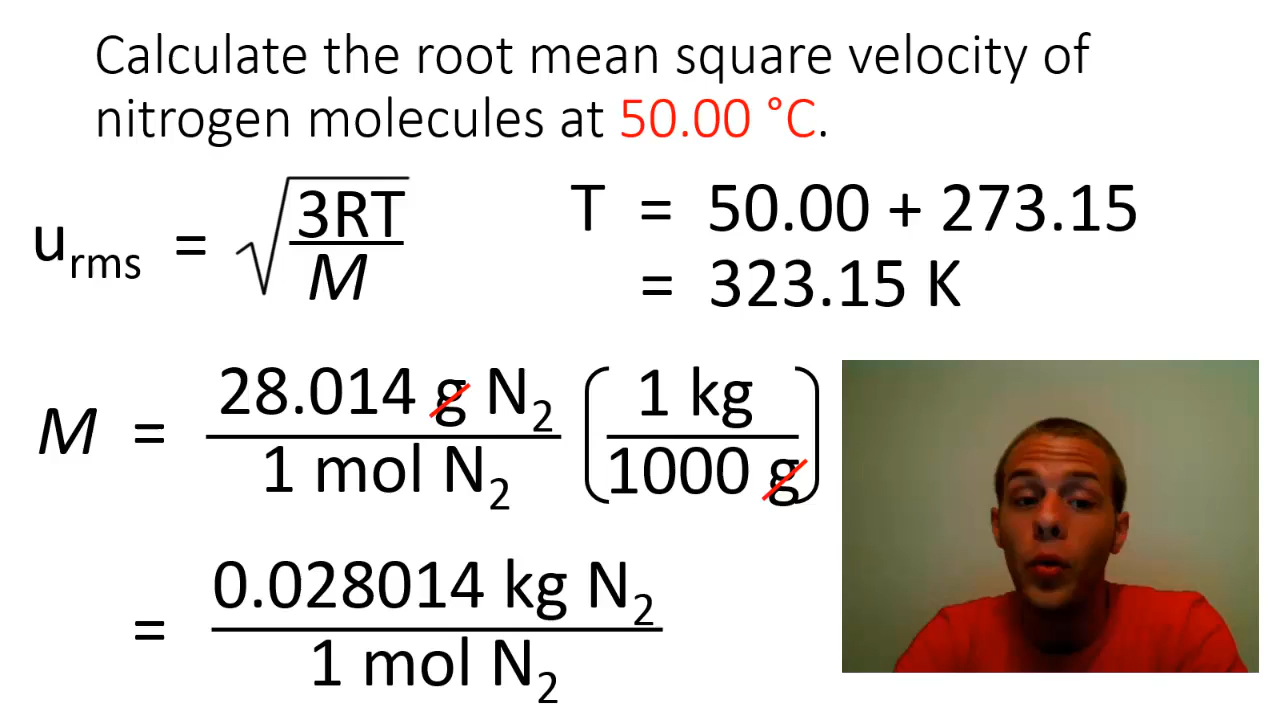 Calculate the root mean square velocity of
nitrogen molecules at 50.00 °C.
u_rms = √(3RT/M)
T = 50.00 + 273.15
= 323.15 K
M = 28.014 g N₂ / 1 mol N₂ (1 kg / 1000 g)
= 0.028014 kg N₂ / 1 mol N₂